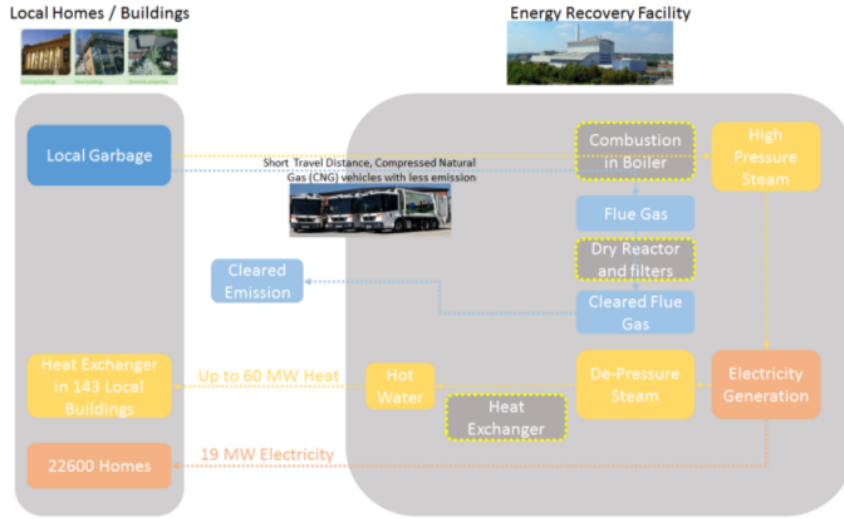 Local Homes / Buildings
Energy Recovery Facility
Local Garbage
Short Travel Distance, Compressed Natural
Gas (CNG) vehicles with less emission
Combustion
in Boiler
High
Pressure
Steam
Flue Gas
Dry Reactor
and filters
Cleared
Emission
Cleared Flue
Gas
Heat Exchanger
in 143 Local
Buildings
Up to 60 MW Heat
Hot
Water
Heat
Exchanger
De-Pressure
Steam
Electricity
Generation
22600 Homes
19 MW Electricity